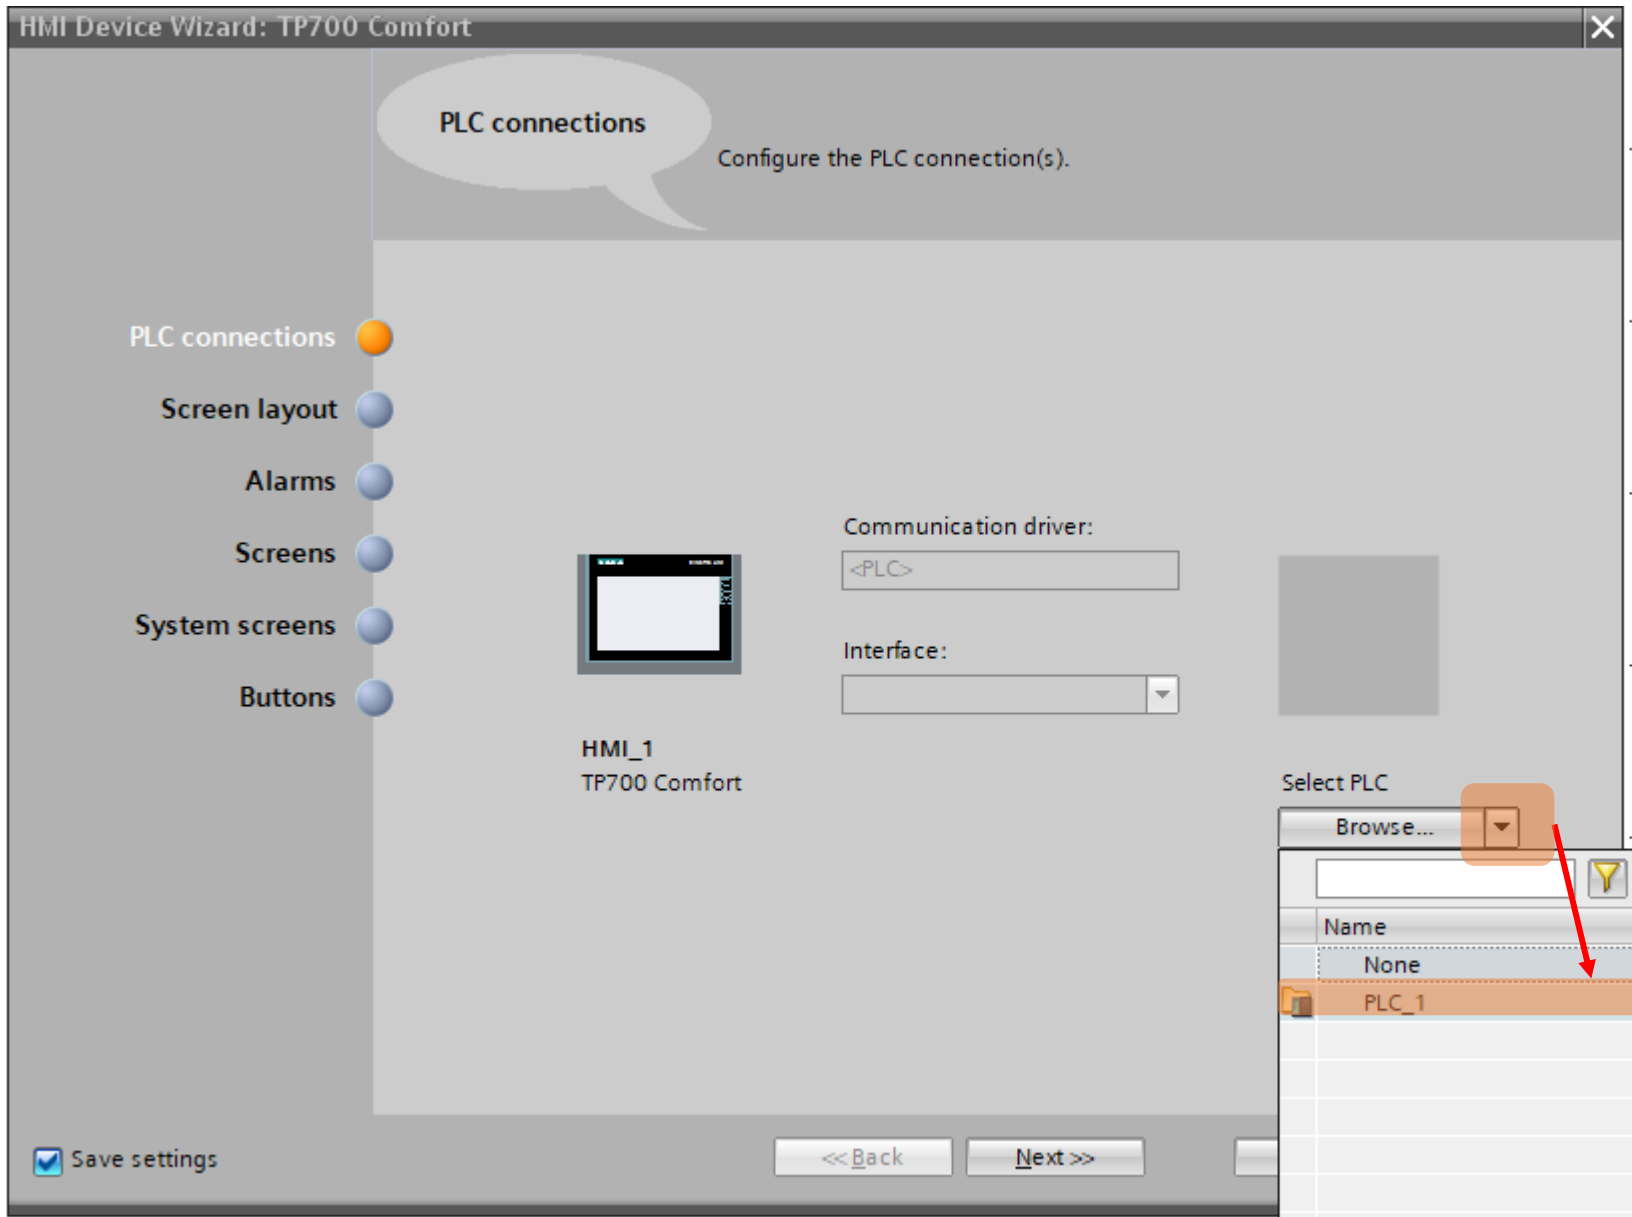 HMI Device Wizard: TP700 Comfort
PLC connections
Configure the PLC connection(s).
PLC connections
Screen layout
Alarms
Screens
System screens
Buttons
Communication driver:
<PLC>
Interface:
HMI_1
TP700 Comfort
Select PLC
Browse...
Name
None
PLC_1
Save settings
<<Back
Next>>